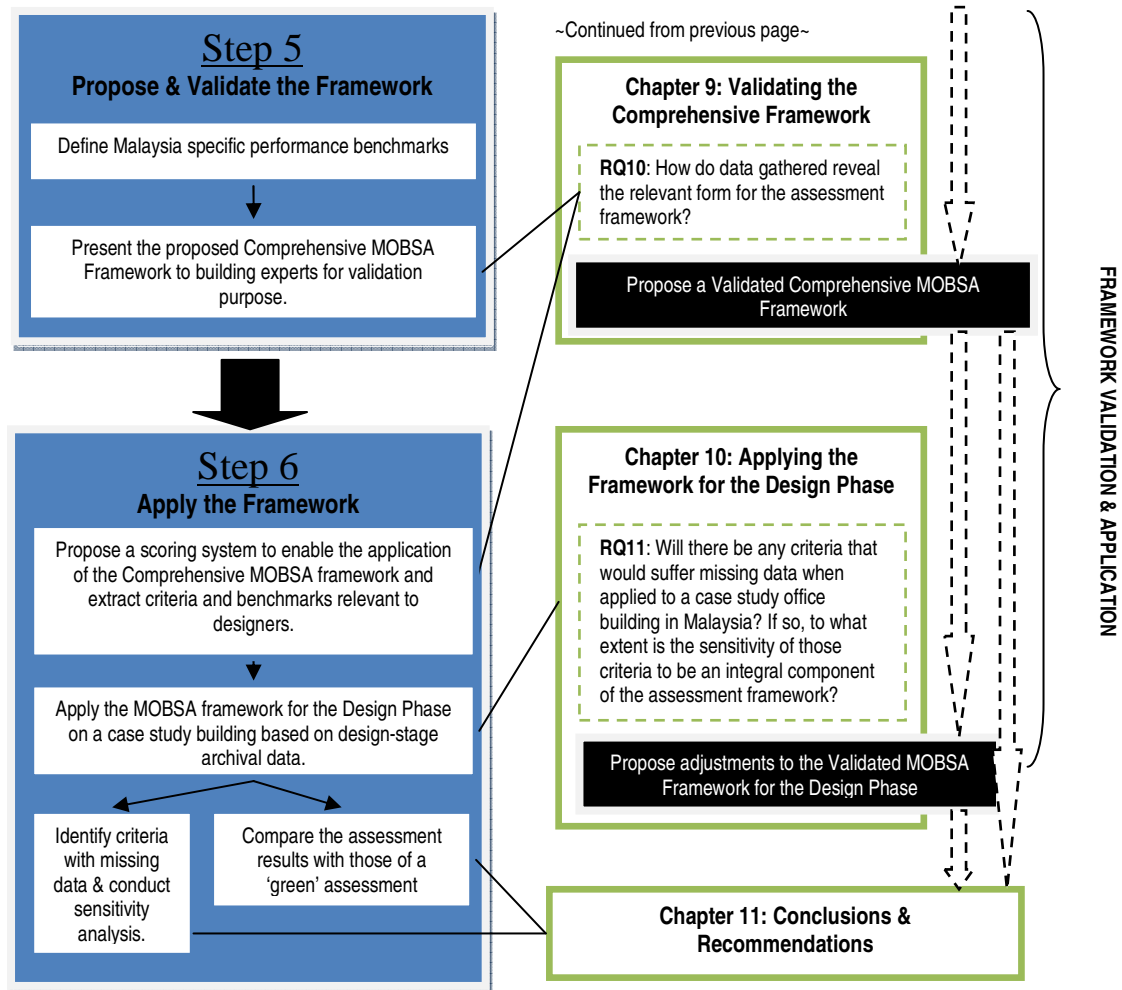 Step 5
Propose & Validate the Framework
Define Malaysia specific performance benchmarks
Present the proposed Comprehensive MOBSA
Framework to building experts for validation
purpose.
Step 6
Apply the Framework
Propose a scoring system to enable the application
of the Comprehensive MOBSA framework and
extract criteria and benchmarks relevant to
designers.
Apply the MOBSA framework for the Design Phase
on a case study building based on design-stage
archival data.
Identify criteria
with missing
data & conduct
sensitivity
analysis.
Compare the assessment
results with those of a
‘green’ assessment
~Continued from previous page~
Chapter 9: Validating the
Comprehensive Framework
RQ10: How do data gathered reveal
the relevant form for the assessment
framework?
Propose a Validated Comprehensive MOBSA
Framework
Chapter 10: Applying the
Framework for the Design Phase
RQ11: Will there be any criteria that
would suffer missing data when
applied to a case study office
building in Malaysia? If so, to what
extent is the sensitivity of those
criteria to be an integral component
of the assessment framework?
Propose adjustments to the Validated MOBSA
Framework for the Design Phase
Chapter 11: Conclusions &
Recommendations
FRAMEWORK VALIDATION & APPLICATION